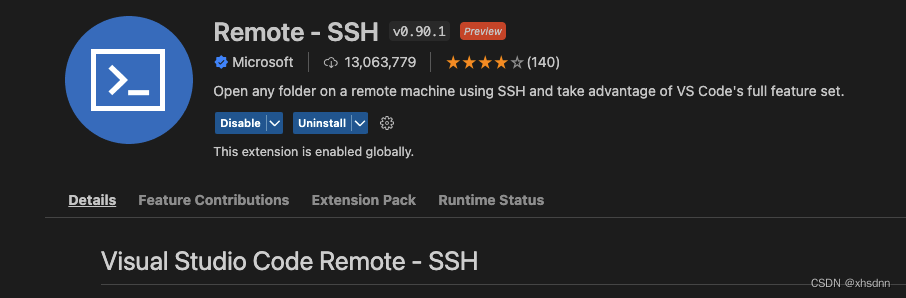 Remote - SSH v0.90.1 Preview
Microsoft 13,063,779 (140)
Open any folder on a remote machine using SSH and take advantage of VS Code's full feature set.
Disable Uninstall
This extension is enabled globally.
Details Feature Contributions Extension Pack Runtime Status
Visual Studio Code Remote - SSH
CSDN @xhsdnn